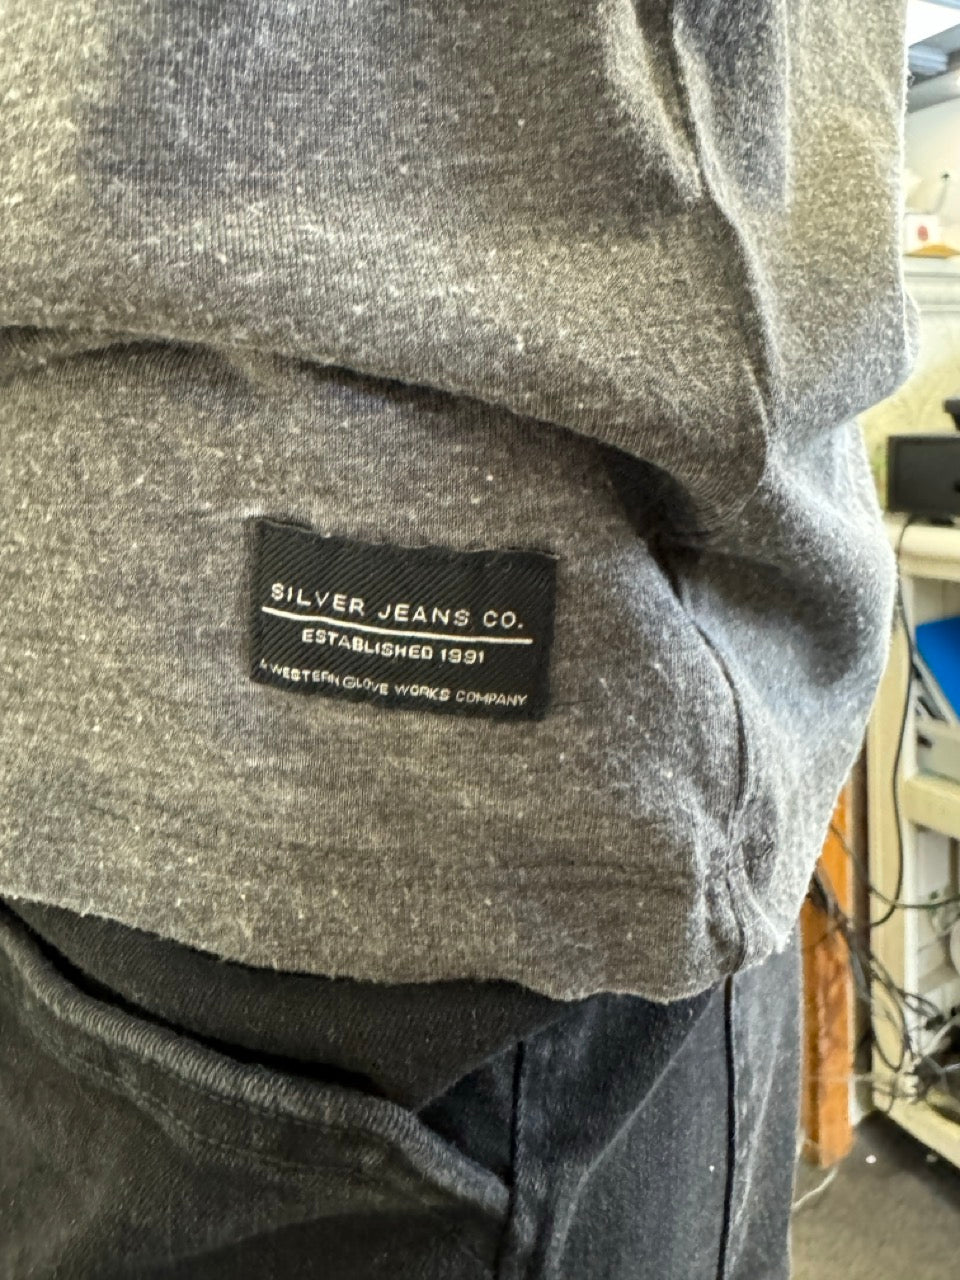 SILVER JEANS CO.
ESTABLISHED 1991
A WESTERN GLOVE WORKS COMPANY